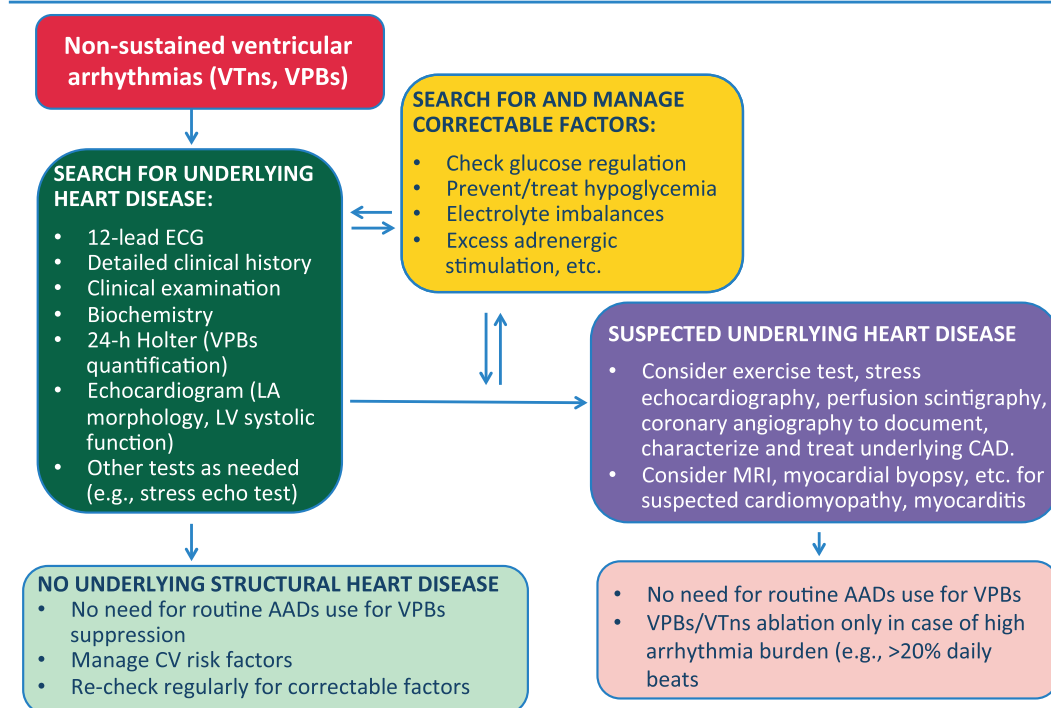 Non-sustained ventricular
arrhythmias (VTns, VPBs)
SEARCH FOR AND MANAGE
CORRECTABLE FACTORS:
• Check glucose regulation
• Prevent/treat hypoglycemia
• Electrolyte imbalances
• Excess adrenergic
stimulation, etc.
SEARCH FOR UNDERLYING
HEART DISEASE:
• 12-lead ECG
• Detailed clinical history
• Clinical examination
• Biochemistry
• 24-h Holter (VPBs
quantification)
• Echocardiogram (LA
morphology, LV systolic
function)
• Other tests as needed
(e.g., stress echo test)
SUSPECTED UNDERLYING HEART DISEASE
• Consider exercise test, stress
echocardiography, perfusion scintigraphy,
coronary angiography to document,
characterize and treat underlying CAD.
• Consider MRI, myocardial byopsy, etc. for
suspected cardiomyopathy, myocarditis
NO UNDERLYING STRUCTURAL HEART DISEASE
• No need for routine AADs use for VPBs
suppression
• Manage CV risk factors
• Re-check regularly for correctable factors
• No need for routine AADs use for VPBs
• VPBs/VTns ablation only in case of high
arrhythmia burden (e.g., >20% daily
beats